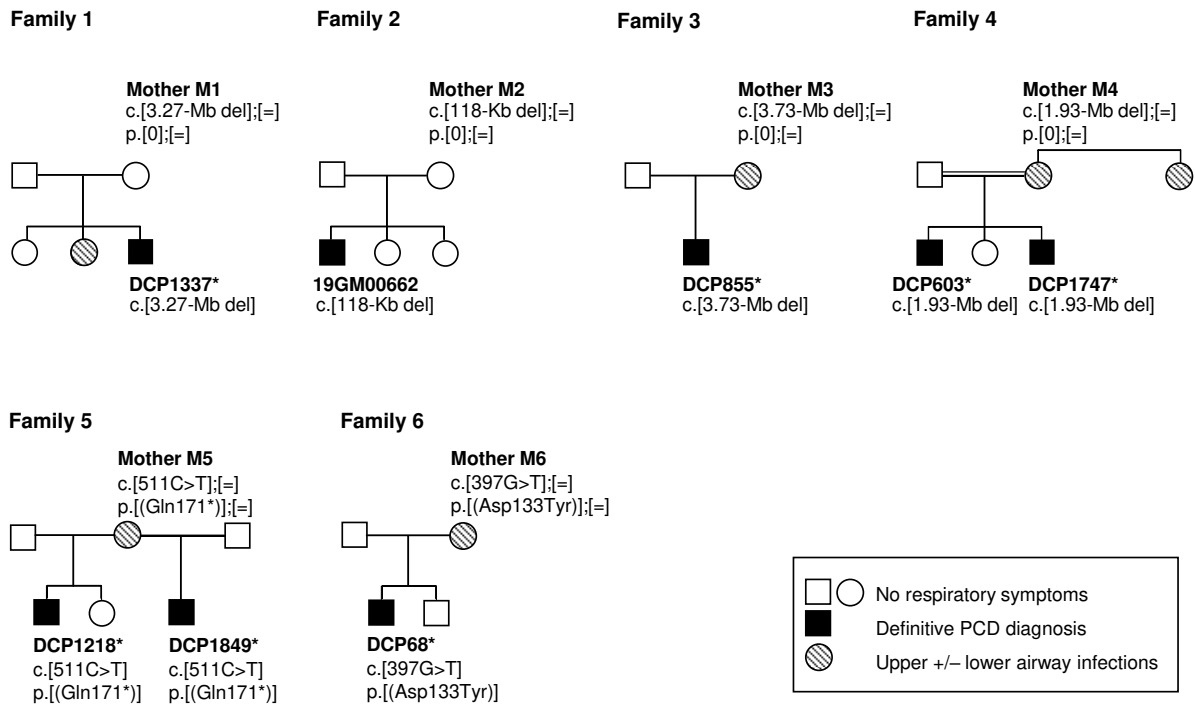 Family 1
Mother M1
c.[3.27-Mb del];[=]
p.[0];[=]
DCP1337*
c.[3.27-Mb del]
Family 2
Mother M2
c.[118-Kb del];[=]
p.[0];[=]
19GM00662
c.[118-Kb del]
Family 3
Mother M3
c.[3.73-Mb del];[=]
p.[0];[=]
DCP855*
c.[3.73-Mb del]
Family 4
Mother M4
c.[1.93-Mb del];[=]
p.[0];[=]
DCP603*
c.[1.93-Mb del]
DCP1747*
c.[1.93-Mb del]
Family 5
Mother M5
c.[511C>T];[=]
p.[(Gln171*)];[=]
DCP1218*
c.[511C>T]
p.[(Gln171*)]
DCP1849*
c.[511C>T]
p.[(Gln171*)]
Family 6
Mother M6
c.[397G>T];[=]
p.[(Asp133Tyr)];[=]
DCP68*
c.[397G>T]
p.[(Asp133Tyr)]
No respiratory symptoms
Definitive PCD diagnosis
Upper +/– lower airway infections